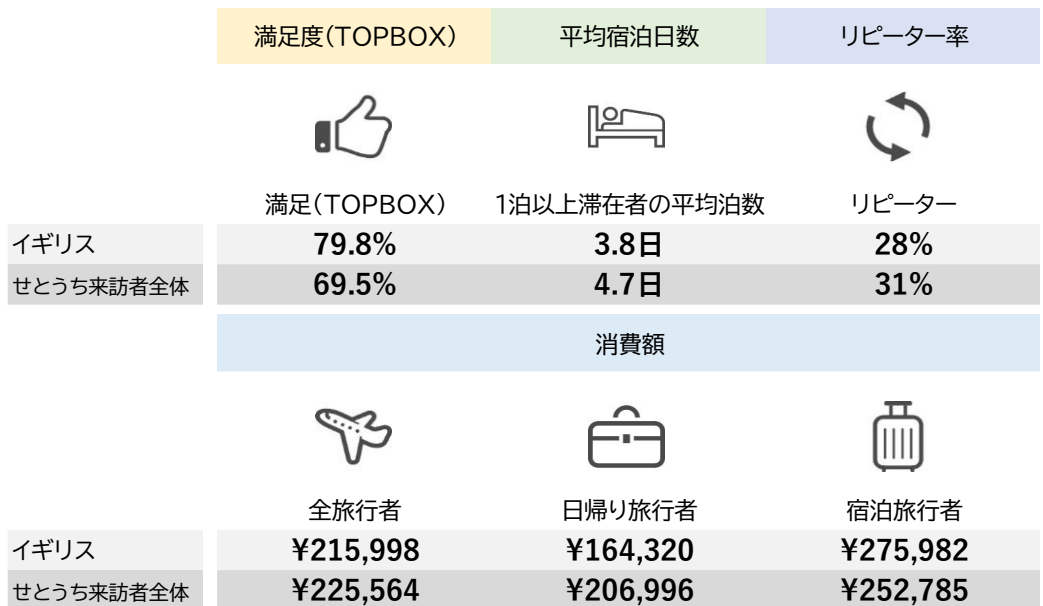 満足度(TOPBOX) 平均宿泊日数 リピーター率
満足(TOPBOX) 1泊以上滞在者の平均泊数 リピーター
イギリス 79.8% 3.8日 28%
せとうち来訪者全体 69.5% 4.7日 31%
消費額
全旅行者 日帰り旅行者 宿泊旅行者
イギリス ¥215,998 ¥164,320 ¥275,982
せとうち来訪者全体 ¥225,564 ¥206,996 ¥252,785